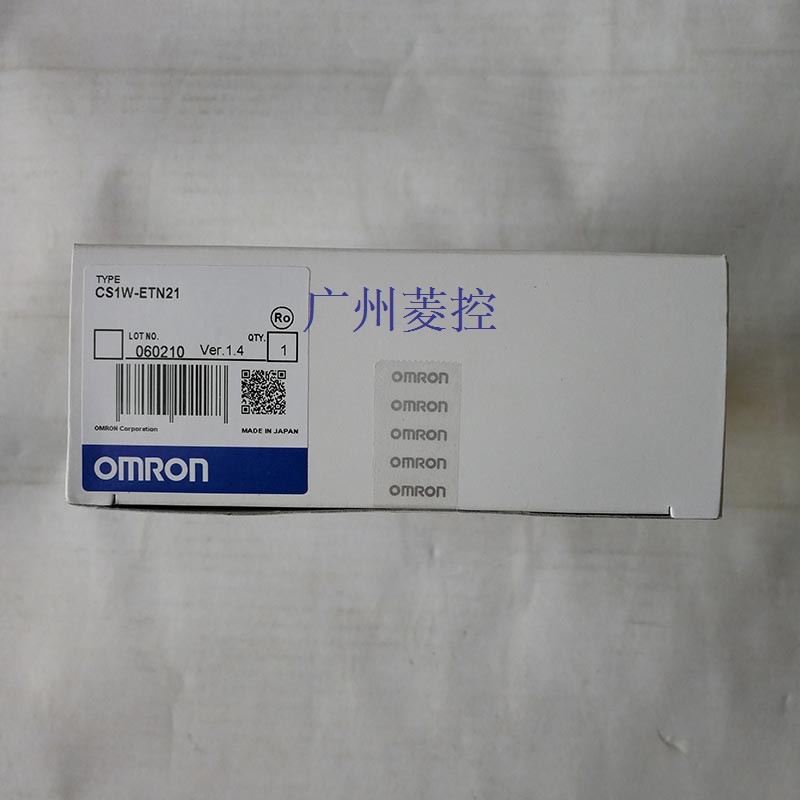 TYPE
CS1W-ETN21
Ro
广州菱控
LOT NO.
QTY.
060210 Ver.1.4 1
OMRON Corporation
MADE IN JAPAN
OMRON
OMRON
OMRON
OMRON
OMRON
OMRON